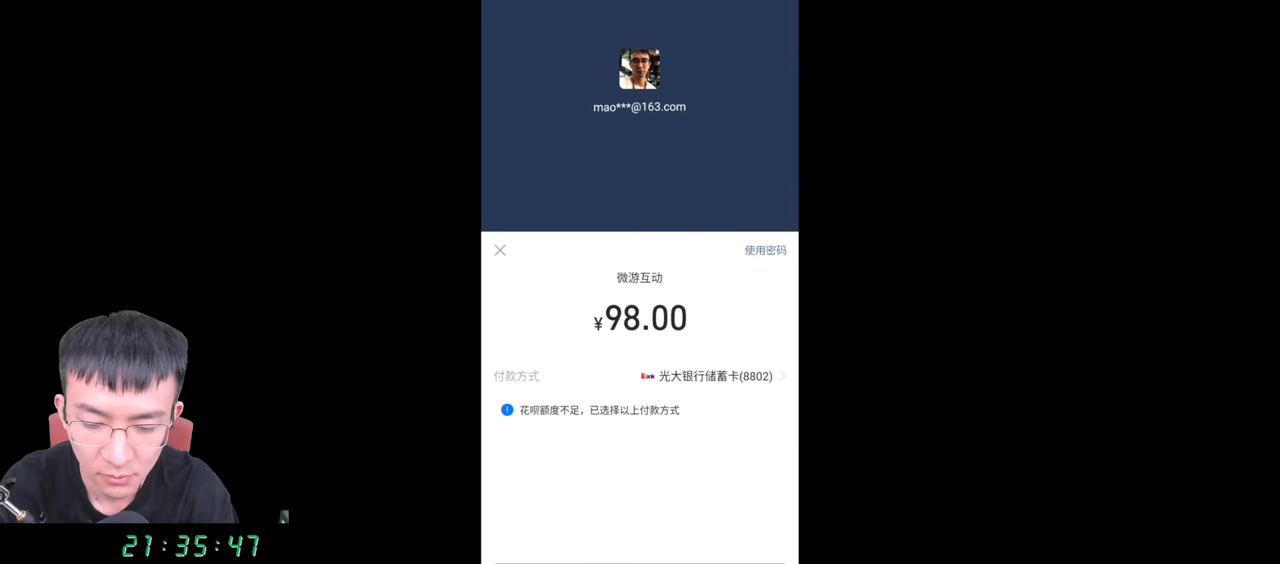 mao***@163.com
使用密码
微游互动
¥98.00
付款方式
光大银行储蓄卡(8802)
花呗额度不足，已选择以上付款方式
21:35:47